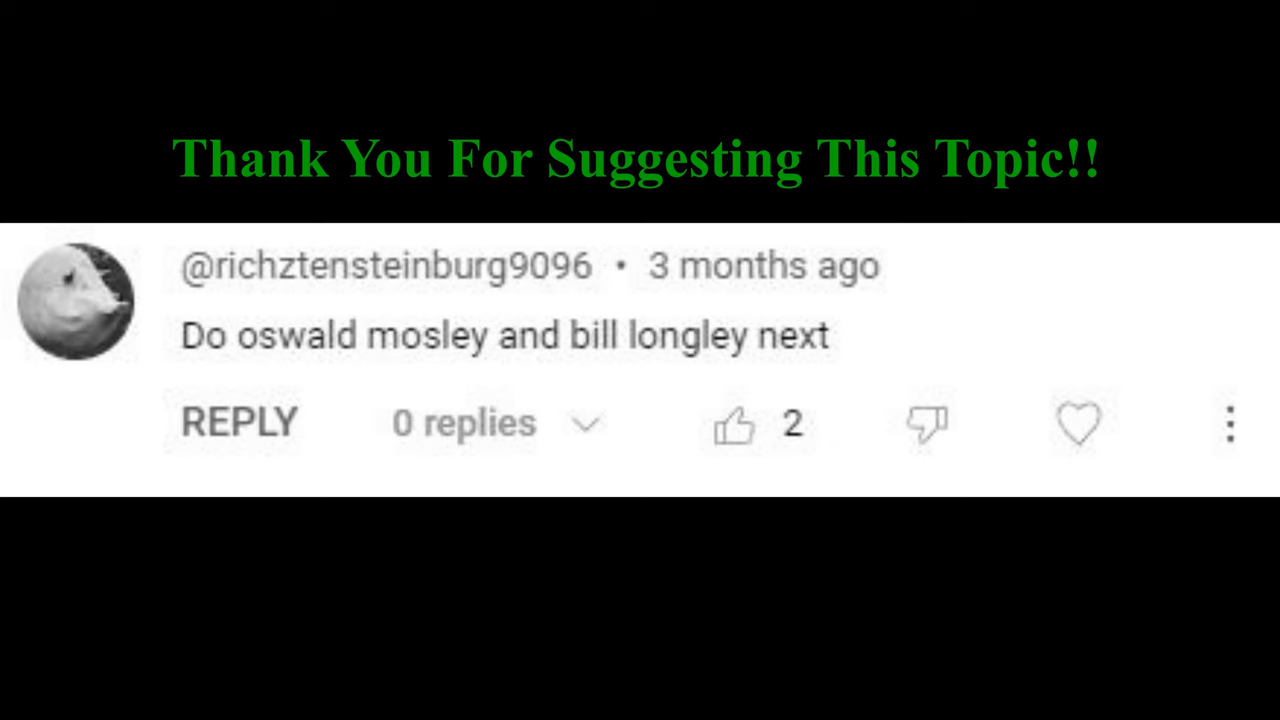 Thank You For Suggesting This Topic!!
@richztensteinburg9096 • 3 months ago
Do oswald mosley and bill longley next
REPLY 0 replies 2